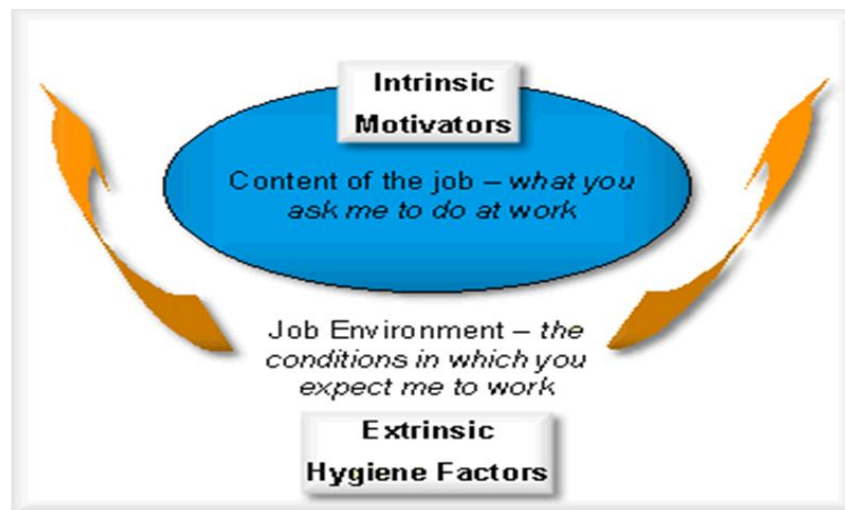 Intrinsic
Motivators
Content of the job – what you
ask me to do at work
Job Environment – the
conditions in which you
expect me to work
Extrinsic
Hygiene Factors